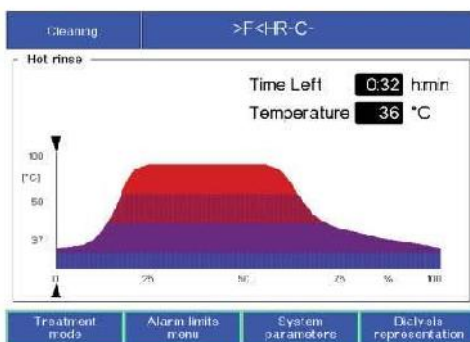 Cleaning
>F<HR-C-
Hot rinse
Time Left 0:32 h:min
Temperature 36 °C
100
[°C]
50
37
0 25 50 75 % 100
Treatment mode
Alarm limits menu
System parameters
Dialysis representation